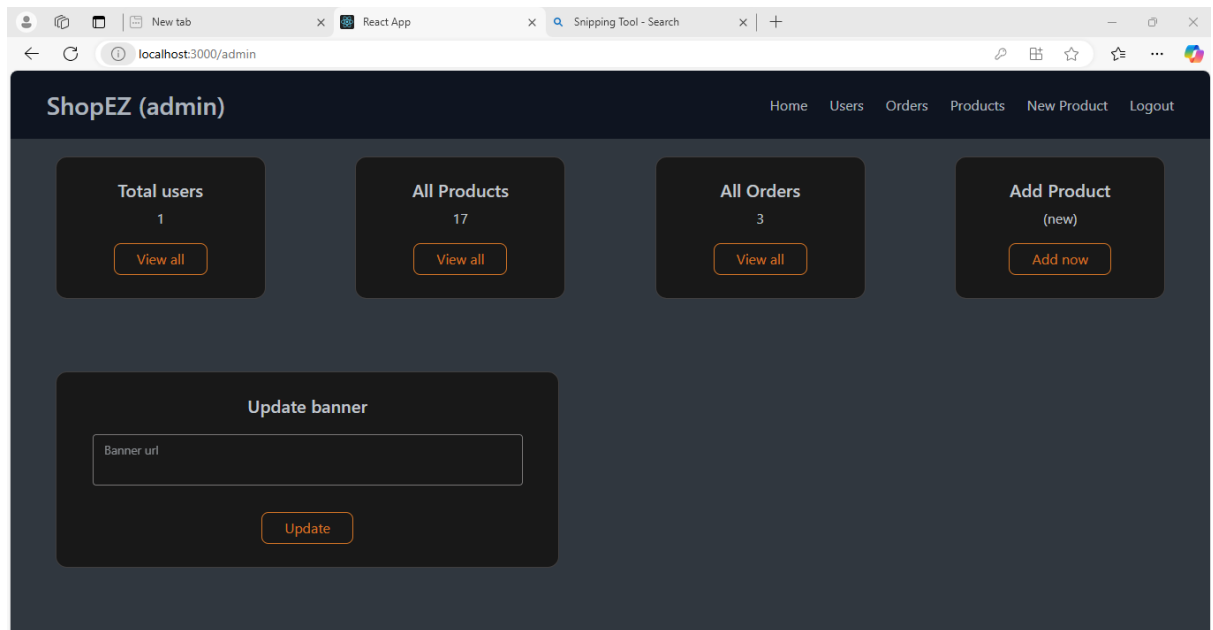 New tab
React App
Snipping Tool - Search
localhost:3000/admin
ShopEZ (admin)
Home Users Orders Products New Product Logout
Total users
1
View all
All Products
17
View all
All Orders
3
View all
Add Product
(new)
Add now
Update banner
Banner url
Update